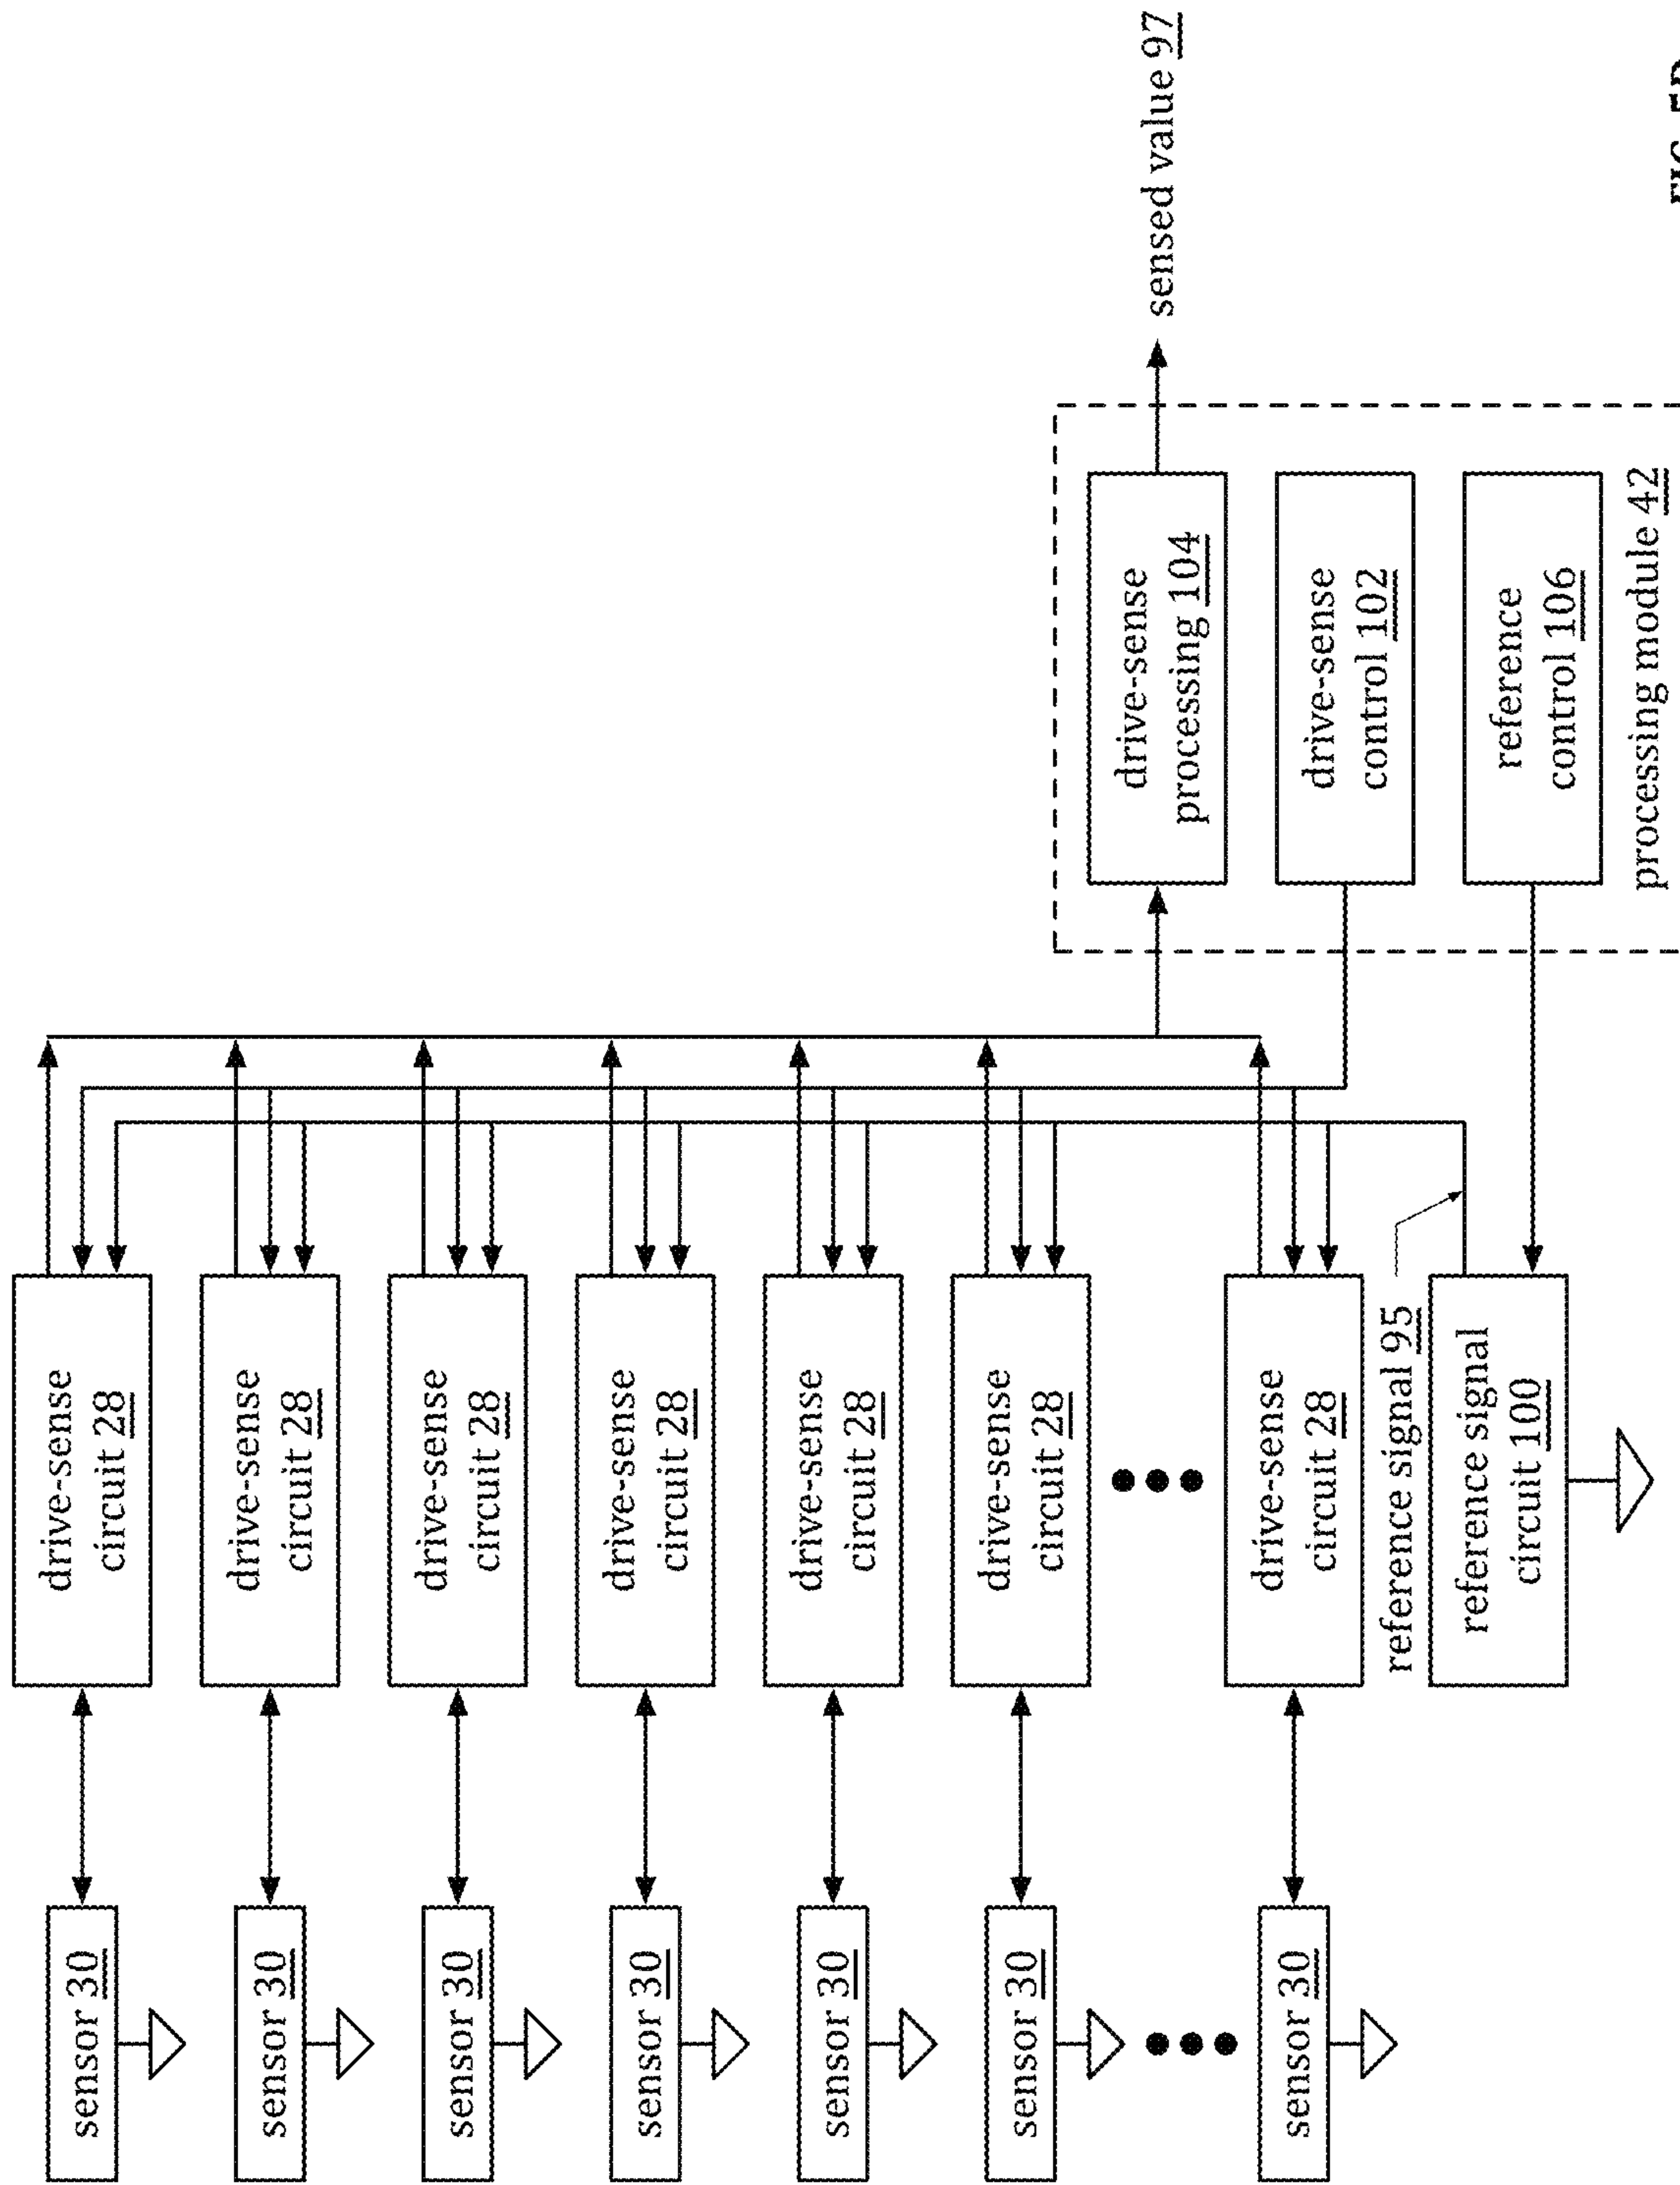 sensor 30
drive-sense
circuit 28
sensor 30
drive-sense
circuit 28
sensor 30
drive-sense
circuit 28
sensor 30
drive-sense
circuit 28
sensor 30
drive-sense
circuit 28
sensor 30
drive-sense
circuit 28
sensor 30
drive-sense
circuit 28
reference signal 95
reference signal
circuit 100
drive-sense
processing 104
drive-sense
control 102
reference
control 106
processing module 42
sensed value 97